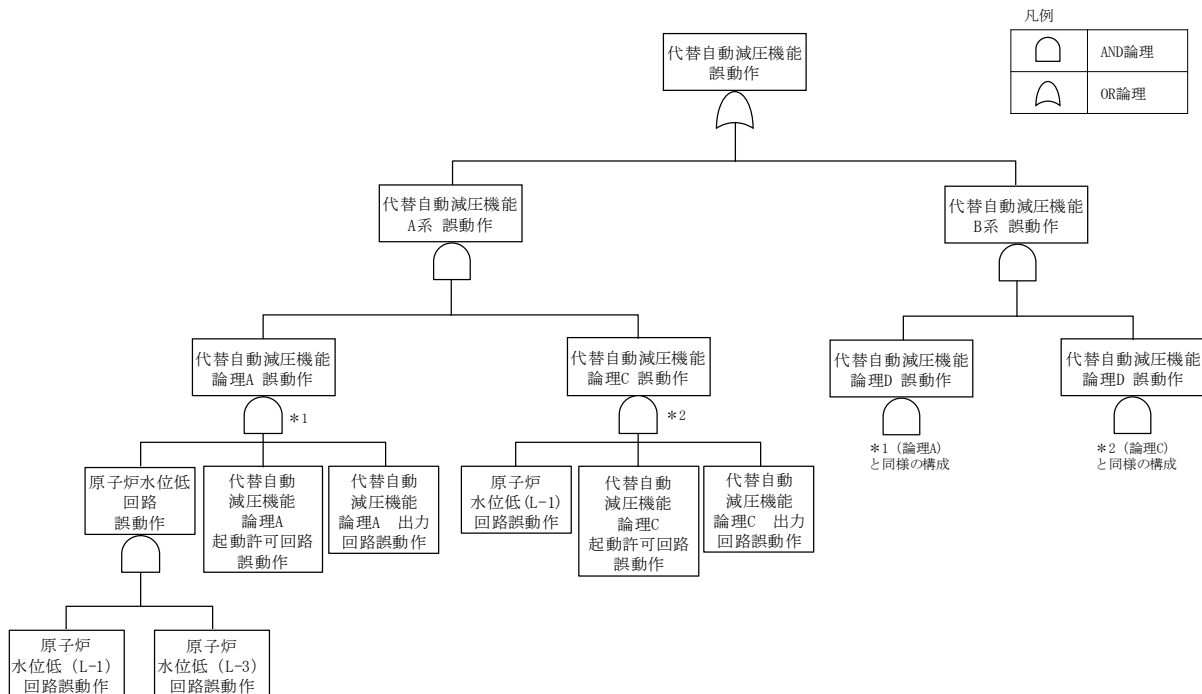 凡例
AND論理
OR論理
代替自動減圧機能
誤動作
代替自動減圧機能
A系 誤動作
代替自動減圧機能
B系 誤動作
代替自動減圧機能
論理A 誤動作
代替自動減圧機能
論理C 誤動作
代替自動減圧機能
論理D 誤動作
代替自動減圧機能
論理D 誤動作
*1
*2
*1 (論理A)
と同様の構成
*2 (論理C)
と同様の構成
原子炉水位低
回路
誤動作
代替自動
減圧機能
論理A
起動許可回路
誤動作
代替自動
減圧機能
論理A 出力
回路誤動作
原子炉
水位低(L-1)
回路誤動作
代替自動
減圧機能
論理C
起動許可回路
誤動作
代替自動
減圧機能
論理C 出力
回路誤動作
原子炉
水位低 (L-1)
回路誤動作
原子炉
水位低 (L-3)
回路誤動作